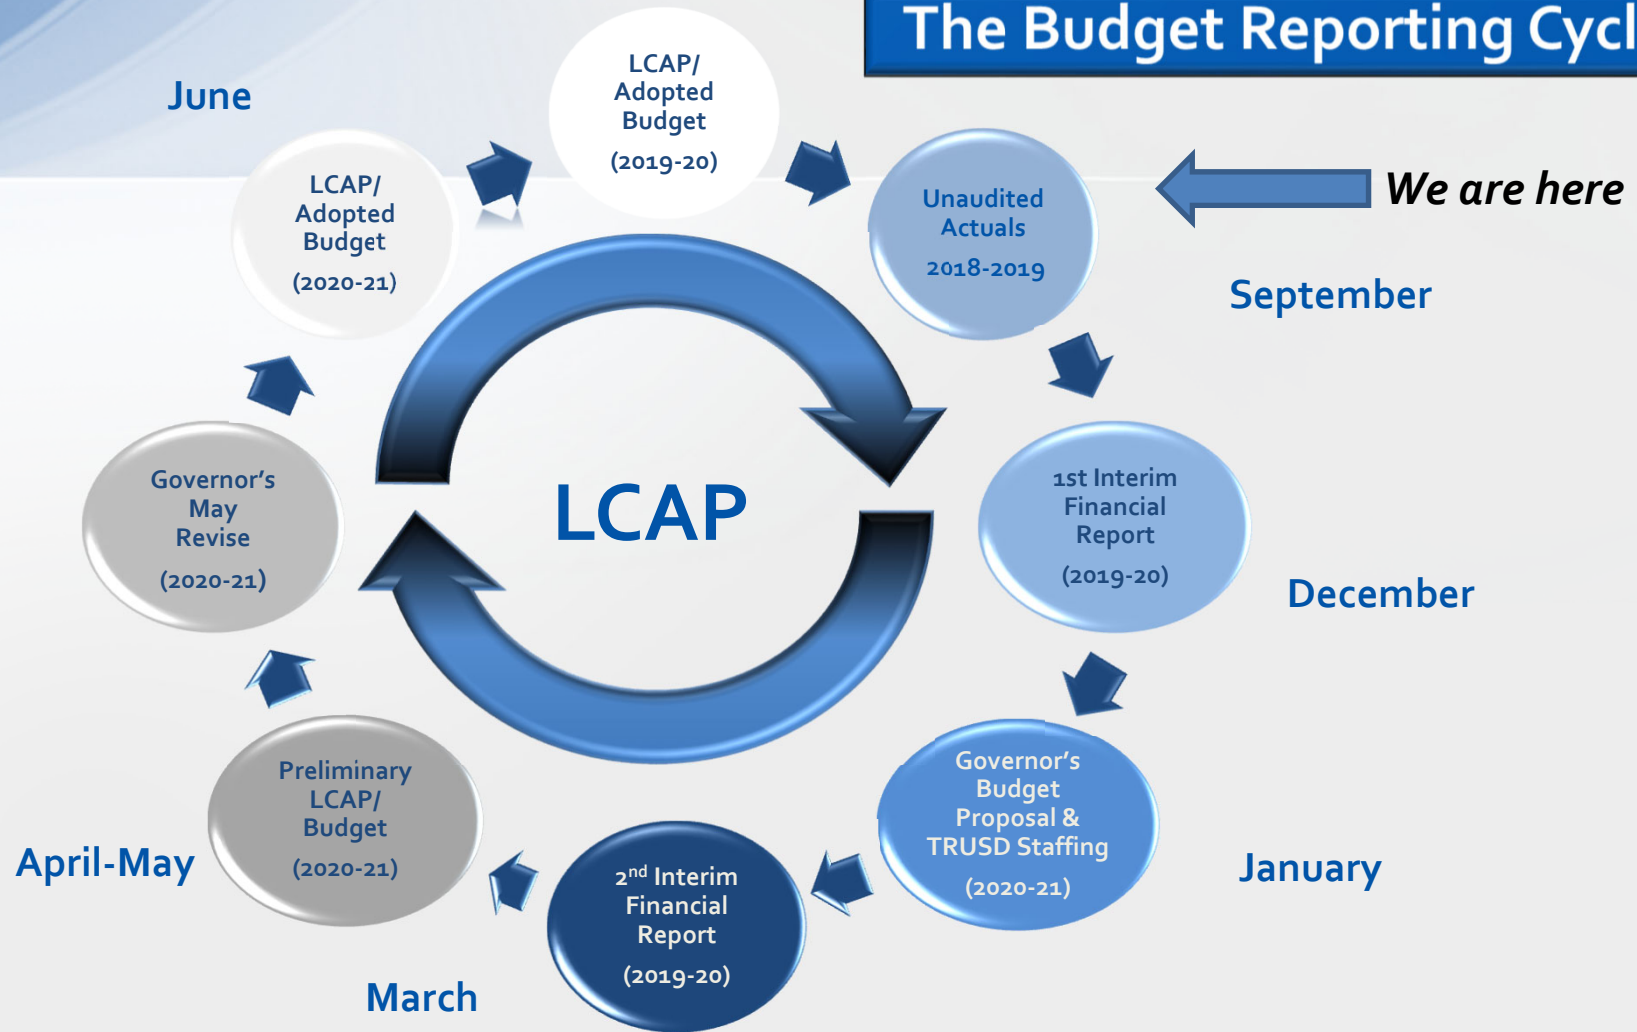 The Budget Reporting Cycl
June
LCAP/
Adopted
Budget
(2019-20)
LCAP/
Adopted
Budget
(2020-21)
Unaudited
Actuals
2018-2019
We are here
September
Governor's
May
Revise
(2020-21)
LCAP
1st Interim
Financial
Report
(2019-20)
December
Preliminary
LCAP/
Budget
(2020-21)
Governor's
Budget
Proposal &
TRUSD Staffing
(2020-21)
April-May
January
2nd Interim
Financial
Report
(2019-20)
March